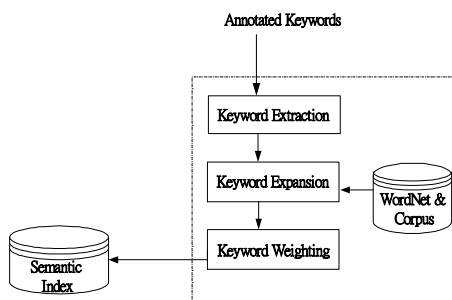 Annotated Keywords
Keyword Extraction
Keyword Expansion
WordNet &
Corpus
Keyword Weighting
Semantic
Index